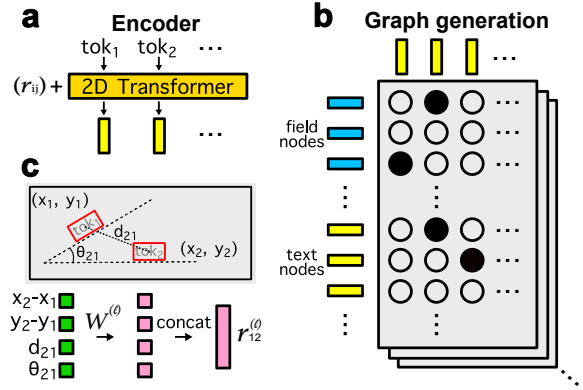 a
Encoder
tok₁ tok₂ ...
(r_ij) + 2D Transformer
...
b
Graph generation
...
field
nodes
text
nodes
c
(x₁, y₁)
tok₁
d₂₁
θ₂₁
tok₂
(x₂, y₂)
x₂-x₁
y₂-y₁
d₂₁
θ₂₁
W^(ℓ)
concat
r₁₂^(ℓ)